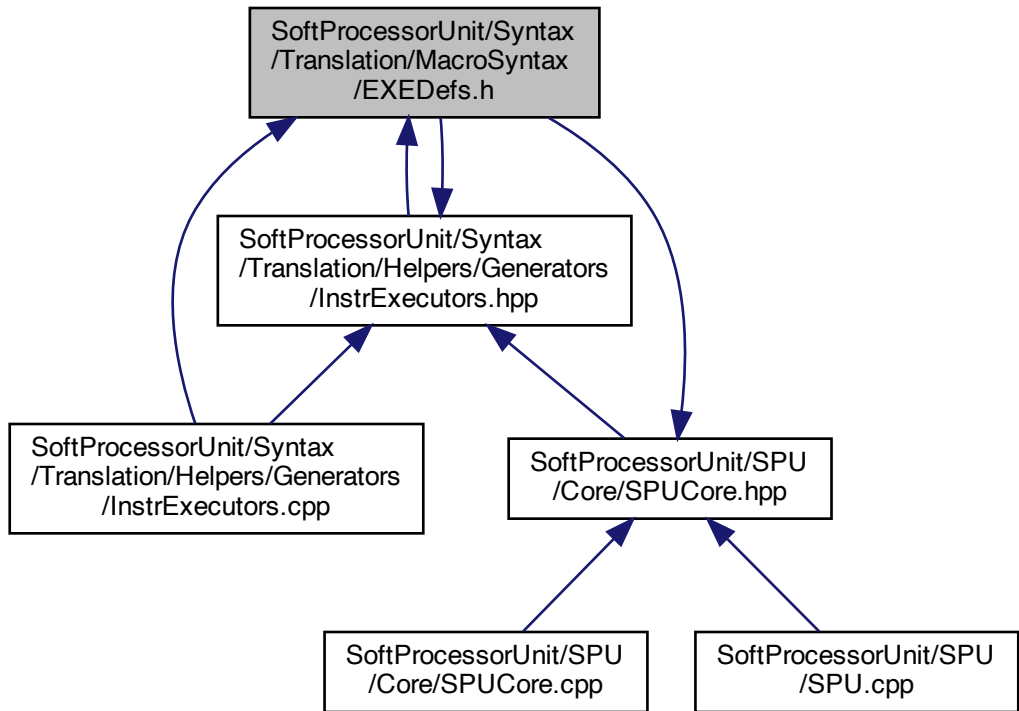 SoftProcessorUnit/Syntax
/Translation/MacroSyntax
/EXEDefs.h
SoftProcessorUnit/Syntax
/Translation/Helpers/Generators
/InstrExecutors.hpp
SoftProcessorUnit/Syntax
/Translation/Helpers/Generators
/InstrExecutors.cpp
SoftProcessorUnit/SPU
/Core/SPUCore.hpp
SoftProcessorUnit/SPU
/Core/SPUCore.cpp
SoftProcessorUnit/SPU
/SPU.cpp